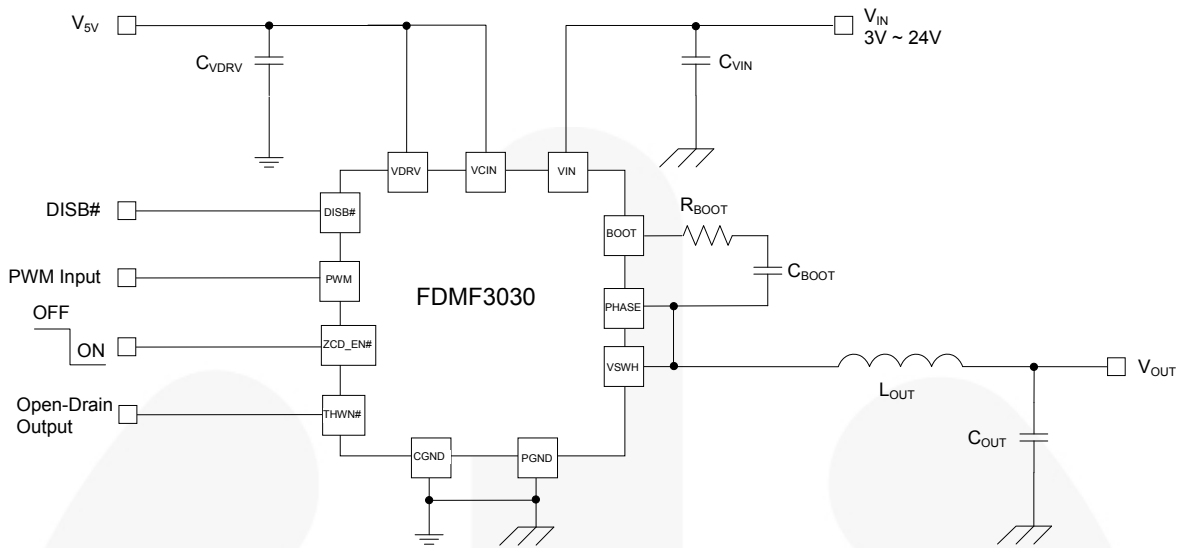 V5V
CVDRV
CVIN
VIN
3V ~ 24V
VDRV
VCIN
VIN
DISB#
DISB#
BOOT
RBOOT
CBOOT
PWM Input
PWM
FDMF3030
PHASE
OFF
ON
ZCD_EN#
VSWH
LOUT
VOUT
Open-Drain
Output
THWN#
CGND
PGND
COUT